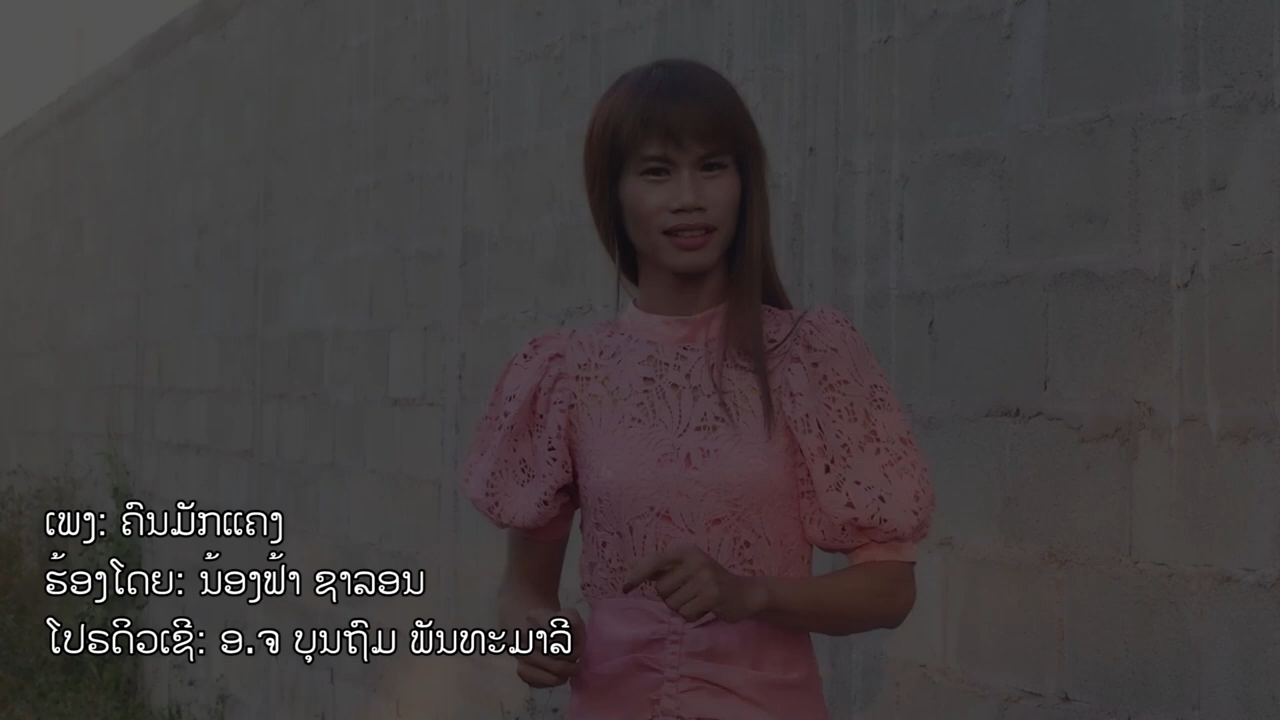 ເພງ: ຄົນມັກແຄງ
ຮ້ອງໂດຍ: ນ້ອງຟ້າ ຊາລອນ
ໂປຣດິວເຊີ: ອ.ຈ ບຸນຖົມ ພັນທະມາລີ